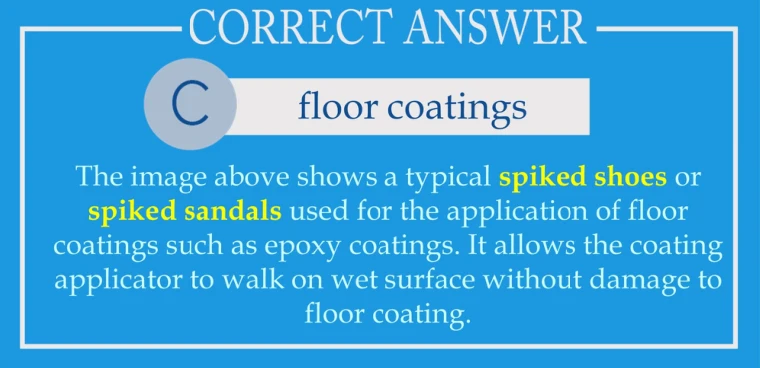 CORRECT ANSWER
C
floor coatings
The image above shows a typical spiked shoes or
spiked sandals used for the application of floor
coatings such as epoxy coatings. It allows the coating
applicator to walk on wet surface without damage to
floor coating.